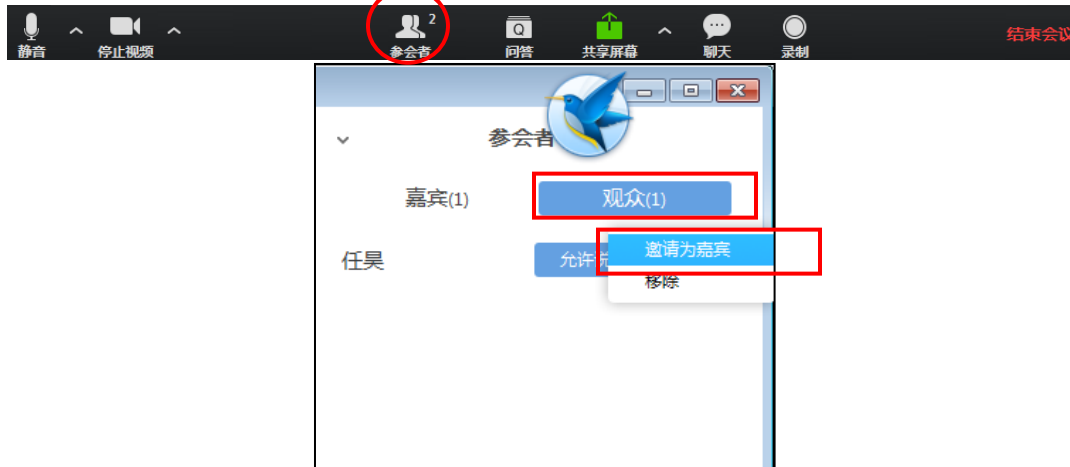 2
静音 停止视频 参会者 问答 共享屏幕 聊天 录制 结束会议
参会者
嘉宾(1) 观众(1)
任昊 允许
邀请为嘉宾
移除